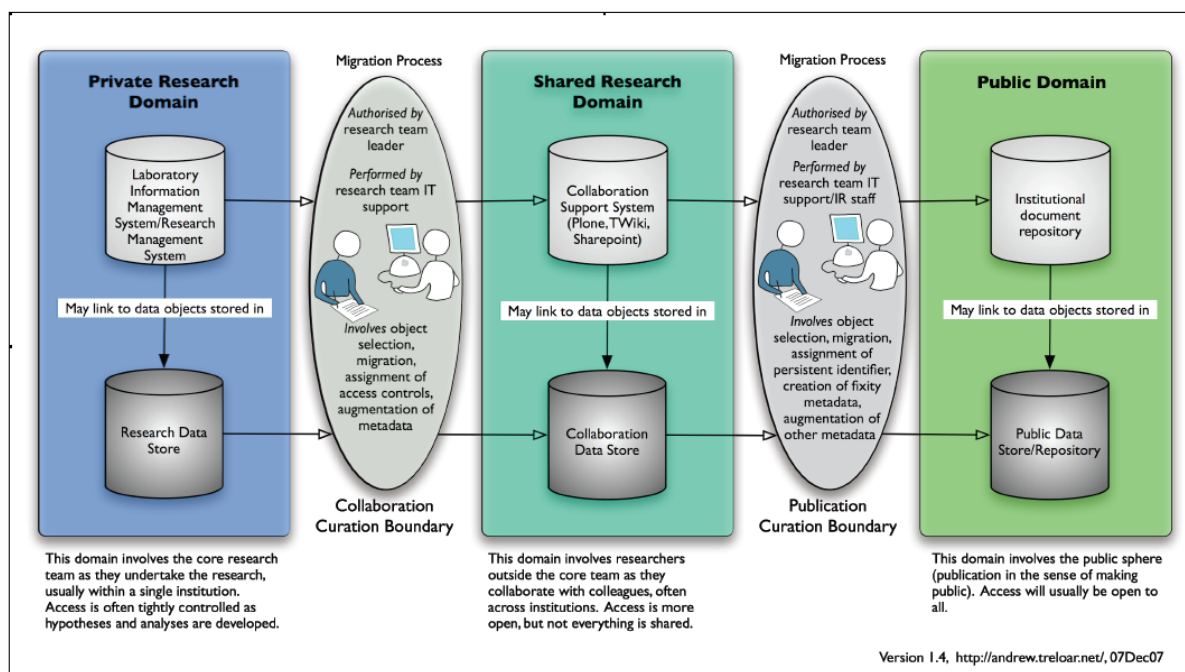 Private Research
Domain
Laboratory
Information
Management
System/Research
Management
System
May link to data objects stored in
Research Data
Store
This domain involves the core research
team as they undertake the research,
usually within a single institution.
Access is often tightly controlled as
hypotheses and analyses are developed.
Migration Process
Authorised by
research team
leader
Performed by
research team IT
support
Involves object
selection,
migration,
assignment of
access controls,
augmentation of
metadata
Collaboration
Curation Boundary
Shared Research
Domain
Collaboration
Support System
(Plone, TWiki,
Sharepoint)
May link to data objects stored in
Collaboration
Data Store
This domain involves researchers
outside the core team as they
collaborate with colleagues, often
across institutions. Access is more
open, but not everything is shared.
Migration Process
Authorised by
research team
leader
Performed by
research team IT
support/IR staff
Involves object
selection, migration,
assignment of
persistent identifier,
creation of fixity
metadata,
augmentation of
other metadata
Publication
Curation Boundary
Public Domain
Institutional
document
repository
May link to data objects stored in
Public Data
Store/Repository
This domain involves the public sphere
(publication in the sense of making
public). Access will usually be open to
all.
Version 1.4, http://andrew.treloar.net/, 07Dec07